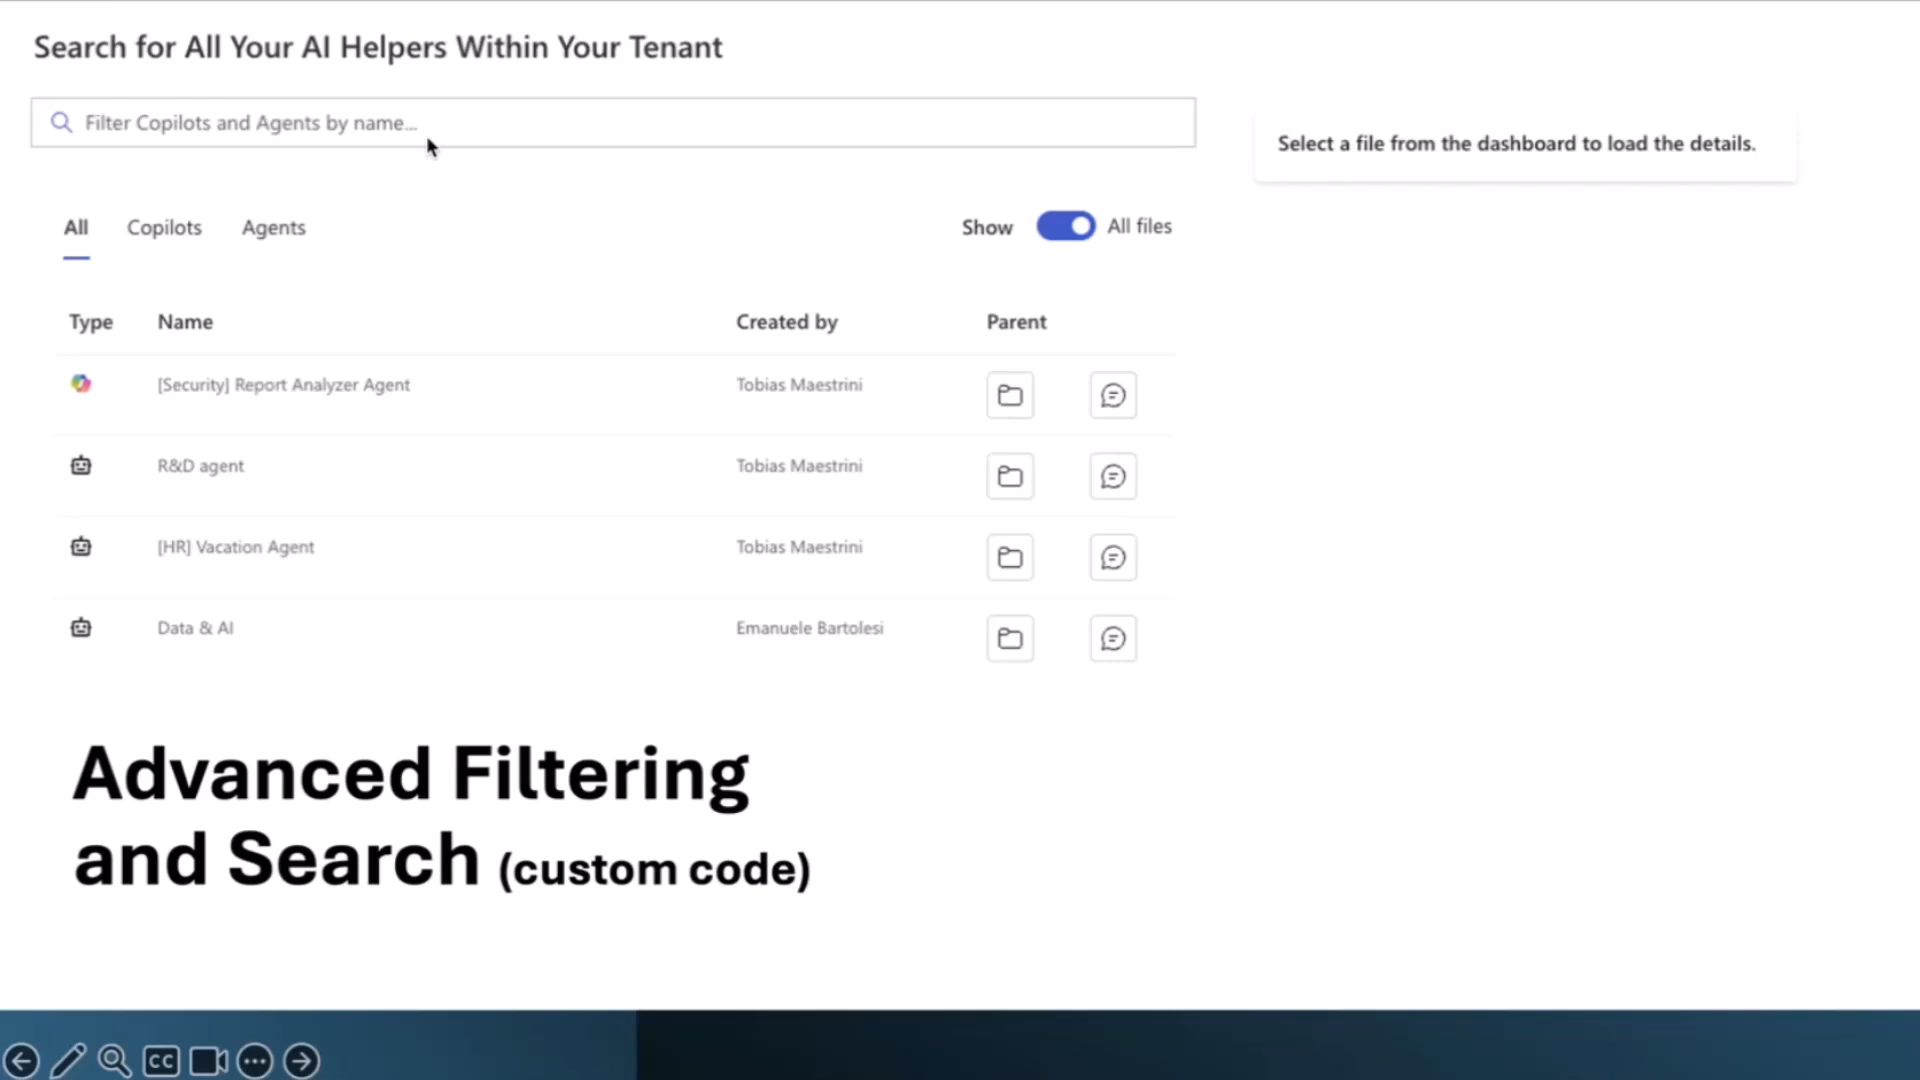 Search for All Your AI Helpers Within Your Tenant
Filter Copilots and Agents by name...
Select a file from the dashboard to load the details.
All Copilots Agents Show All files
Type Name Created by Parent
[Security] Report Analyzer Agent Tobias Maestrini
R&D agent Tobias Maestrini
[HR] Vacation Agent Tobias Maestrini
Data & AI Emanuele Bartolesi
Advanced Filtering
and Search (custom code)
CC